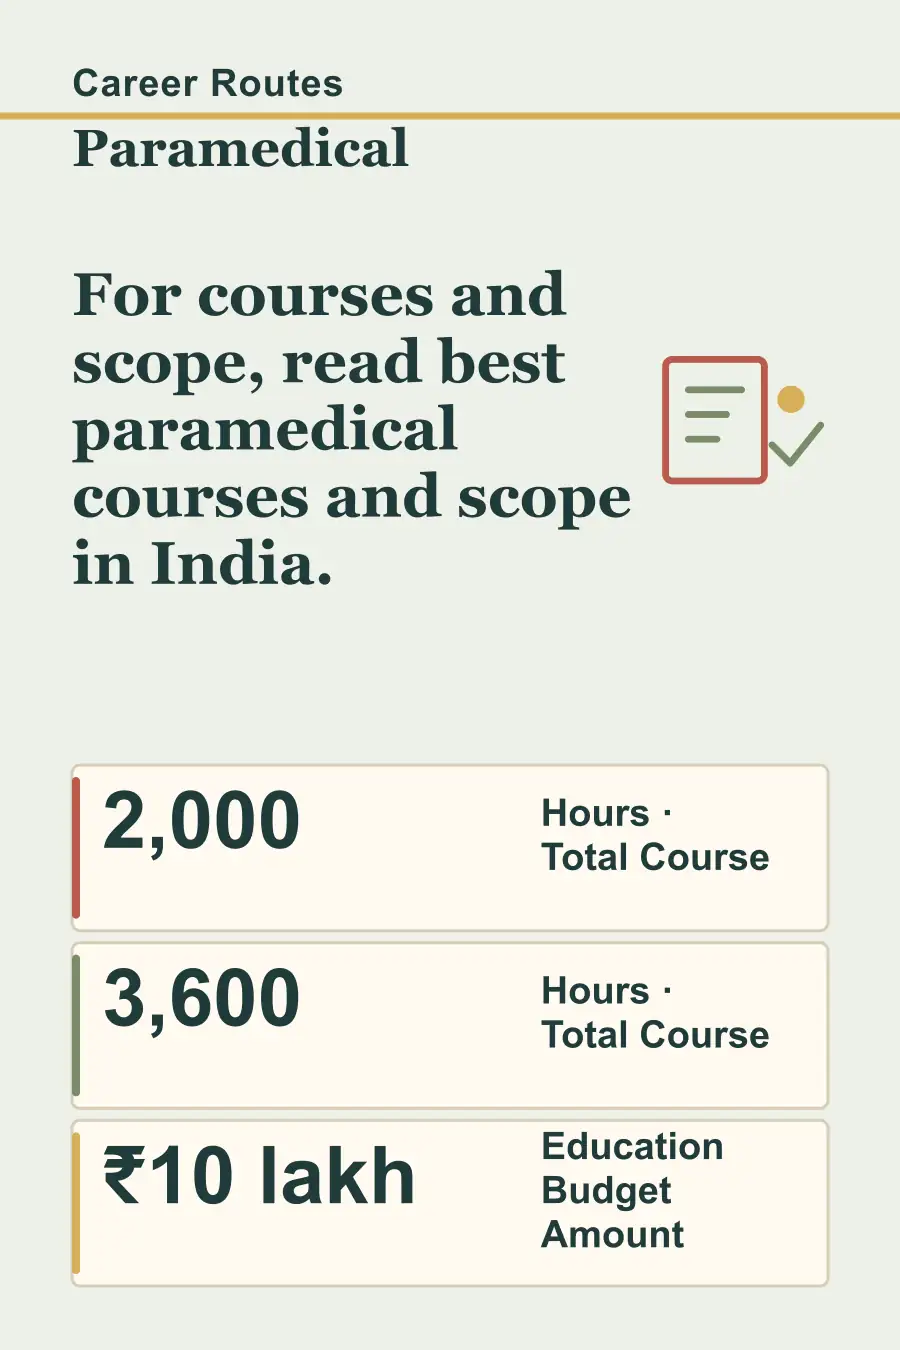 Career Routes
Paramedical
For courses and
scope, read best
paramedical
courses and scope
in India.
2,000
Hours ·
Total Course
3,600
Hours ·
Total Course
₹10 lakh
Education
Budget
Amount